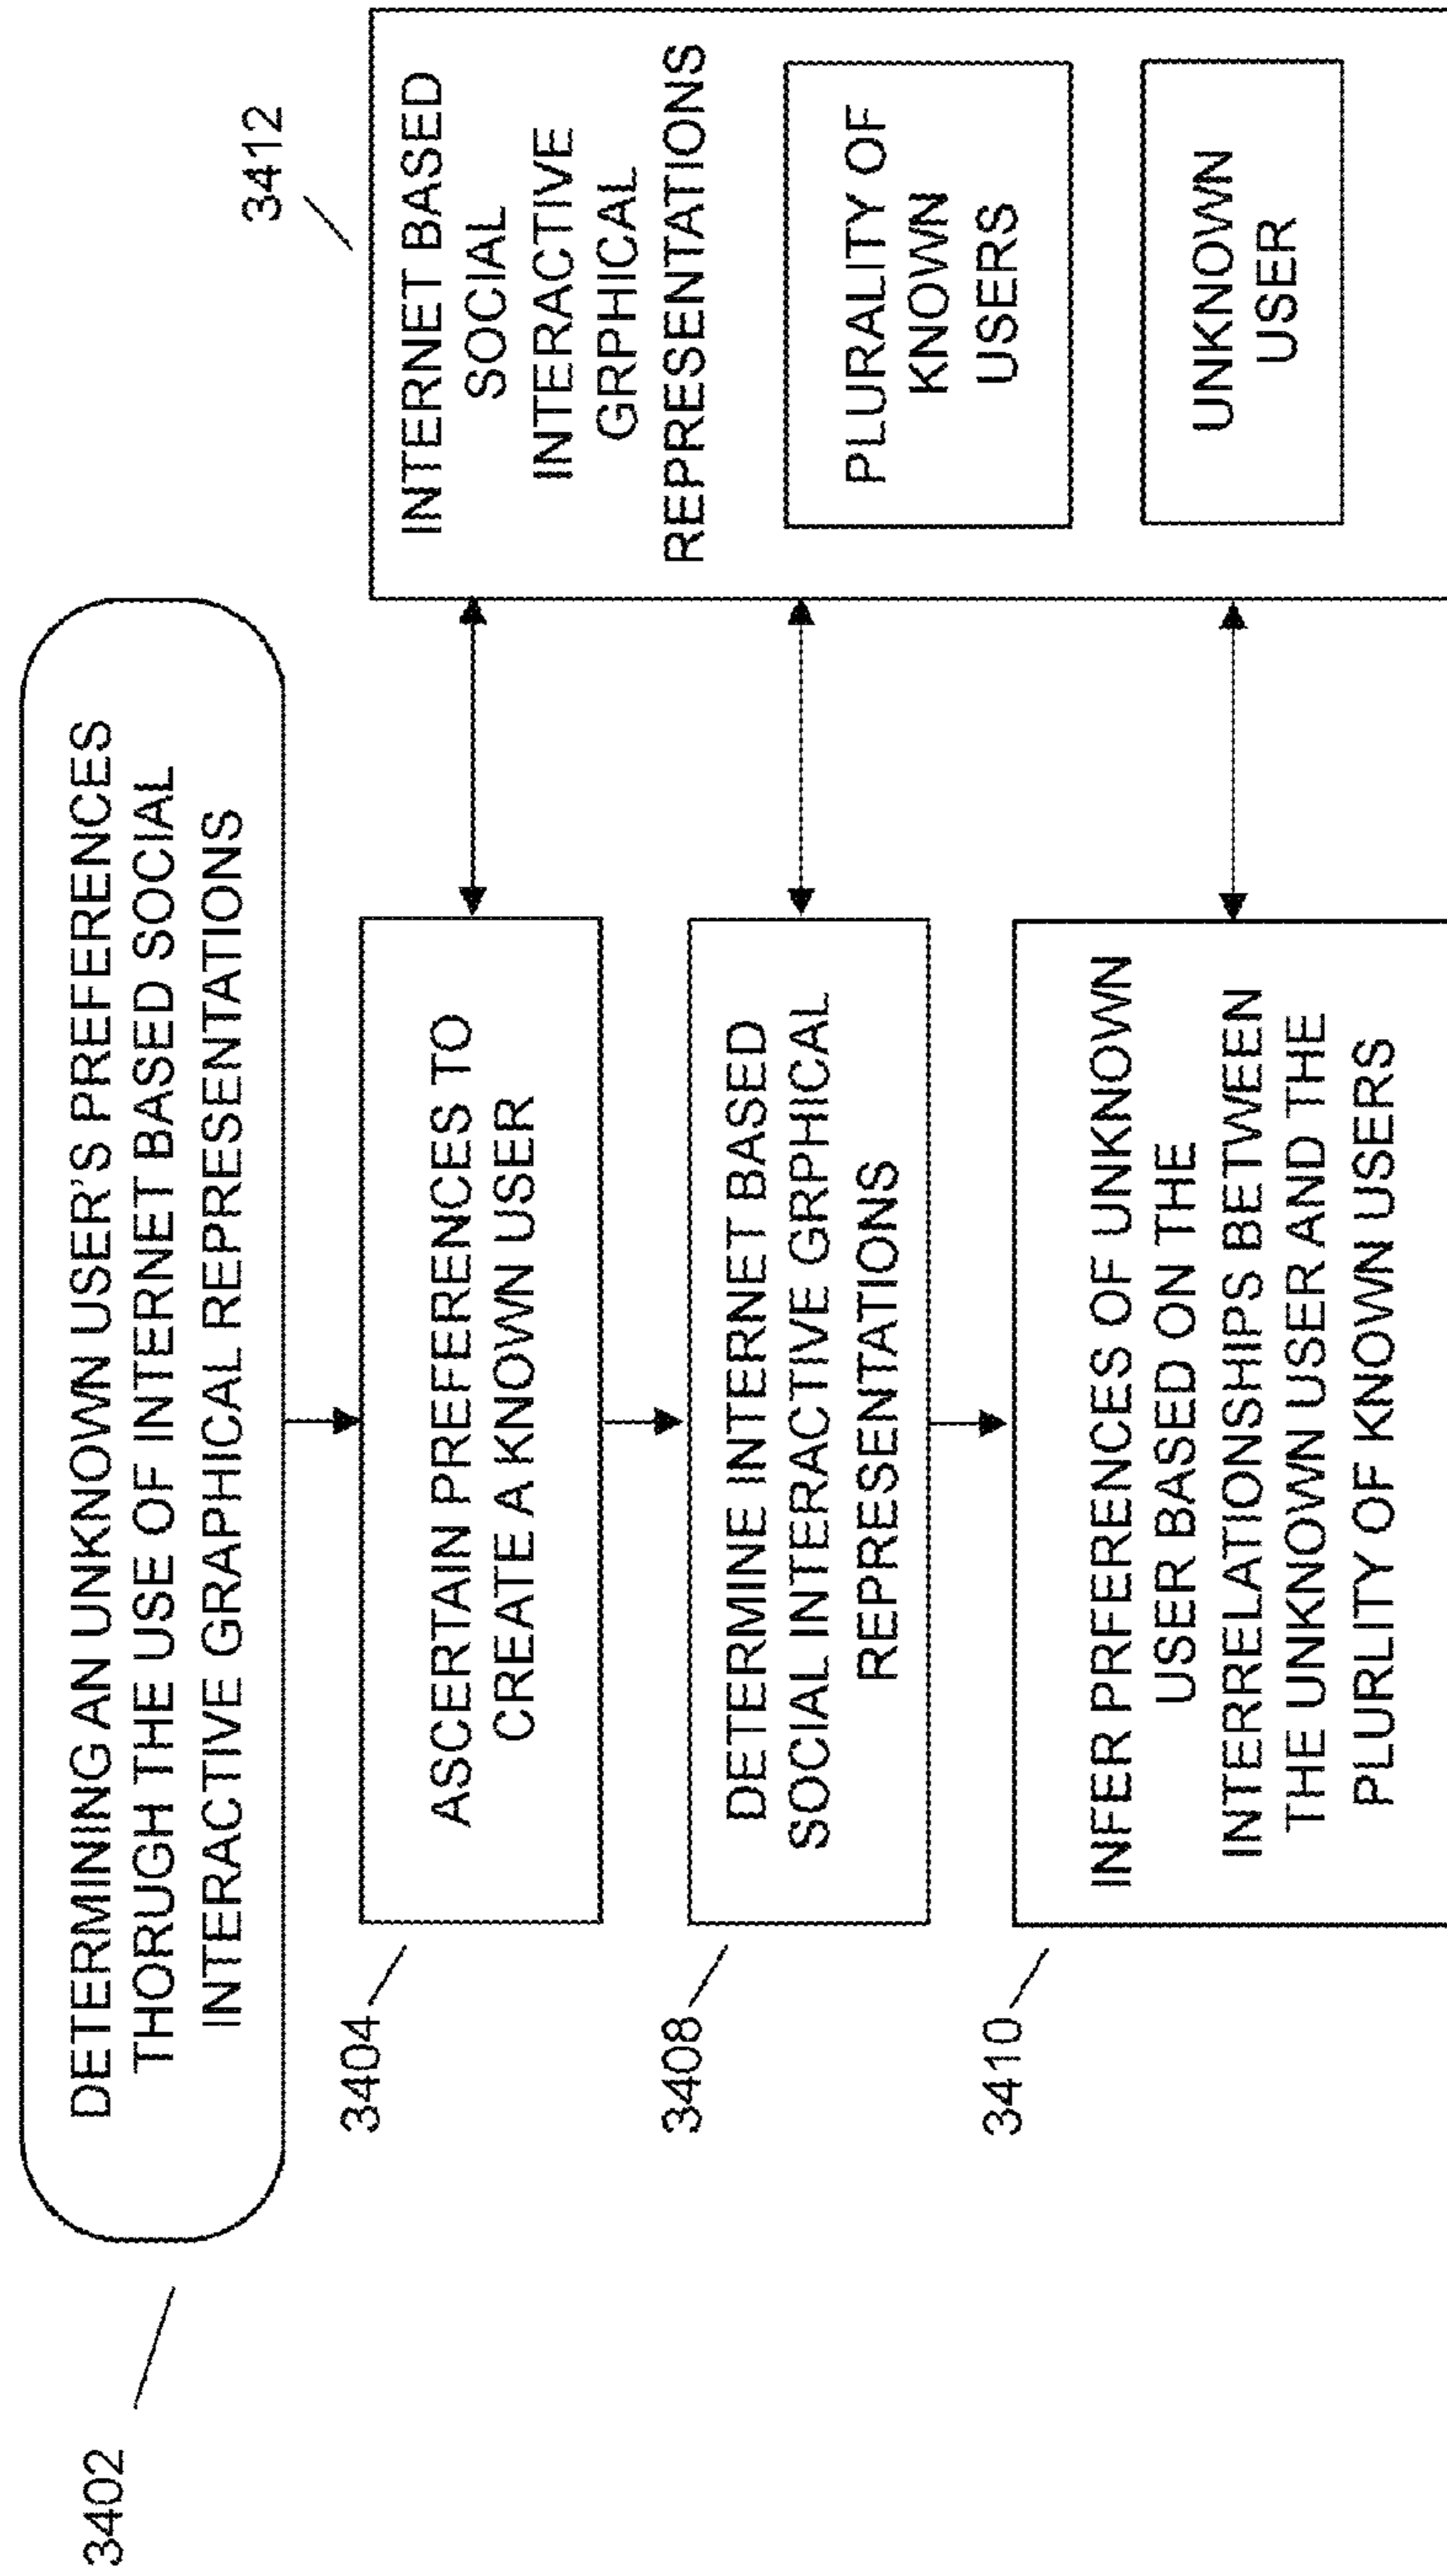 3402
DETERMINING AN UNKNOWN USER'S PREFERENCES
THORUGH THE USE OF INTERNET BASED SOCIAL
INTERACTIVE GRAPHICAL REPRESENTATIONS
3404
ASCERTAIN PREFERENCES TO
CREATE A KNOWN USER
3408
DETERMINE INTERNET BASED
SOCIAL INTERACTIVE GRPHICAL
REPRESENTATIONS
3410
INFER PRFERENCES OF UNKNOWN
USER BASED ON THE
INTERRELATIONSHIPS BETWEEN
THE UNKNOWN USER AND THE
PLURLITY OF KNOWN USERS
3412
INTERNET BASED
SOCIAL
INTERACTIVE
GRPHICAL
REPRESENTATIONS
PLURALITY OF
KNOWN
USERS
UNKNOWN
USER